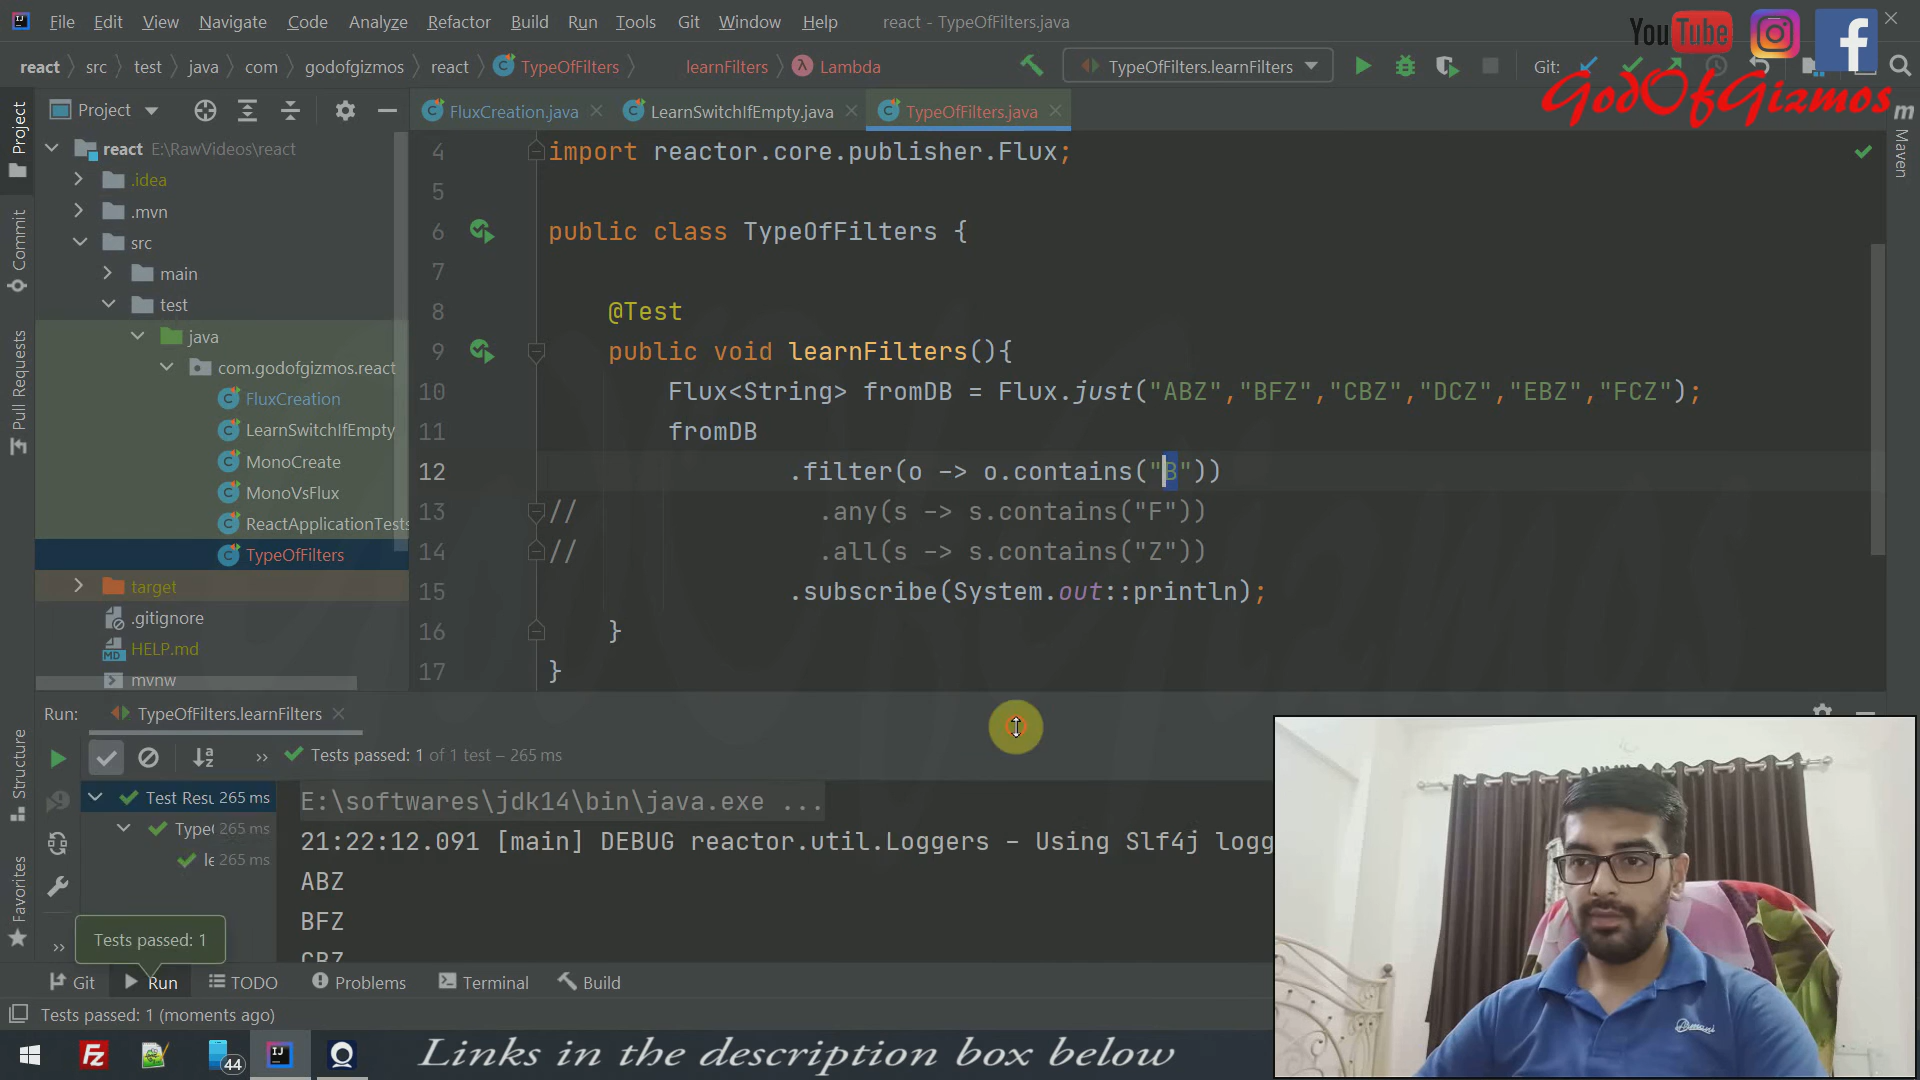 File Edit View Navigate Code Analyze Refactor Build Run Tools Git Window Help react - TypeOfFilters.java
YouTube
react src test java com godofgizmos react TypeOfFilters learnFilters Lambda TypeOfFilters.learnFilters Git:
GodOfGizmos
Project FluxCreation.java LearnSwitchIfEmpty.java TypeOfFilters.java
react E:\RawVideos\react
.idea
.mvn
src
main
test
java
com.godofgizmos.react
FluxCreation
LearnSwitchIfEmpty
MonoCreate
MonoVsFlux
ReactApplicationTests
TypeOfFilters
target
.gitignore
HELP.md
mvnw
4 import reactor.core.publisher.Flux;
5
6 public class TypeOfFilters {
7
8 @Test
9 public void learnFilters(){
10 Flux<String> fromDB = Flux.just("ABZ","BFZ","CBZ","DCZ","EBZ","FCZ");
11 fromDB
12 .filter(o -> o.contains("B"))
13 // .any(s -> s.contains("F"))
14 // .all(s -> s.contains("Z"))
15 .subscribe(System.out::println);
16 }
17 }
Project
Commit
Pull Requests
Structure
Favorites
Maven
Run: TypeOfFilters.learnFilters
Tests passed: 1 of 1 test – 265 ms
Test Resu 265 ms
TypeO 265 ms
le 265 ms
E:\softwares\jdk14\bin\java.exe ...
21:22:12.091 [main] DEBUG reactor.util.Loggers - Using Slf4j logg
ABZ
BFZ
CBZ
Tests passed: 1
Git Run TODO Problems Terminal Build
Tests passed: 1 (moments ago)
44
Links in the description box below
Armani